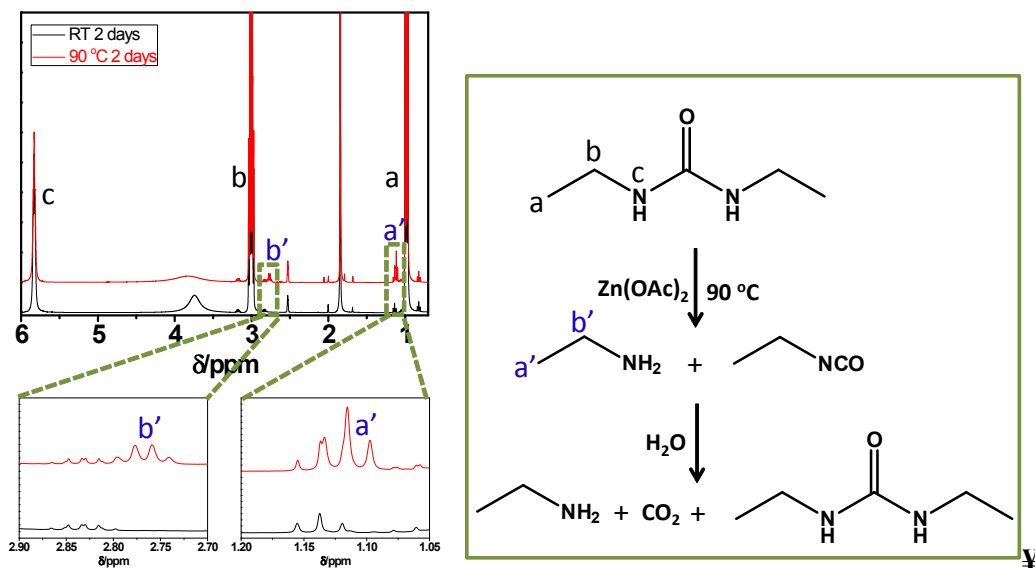 RT 2 days
90 °C 2 days
c
b
a
b'
a'
6 5 4 3 2 1
δ/ppm
b'
2.90 2.85 2.80 2.75 2.70
δ/ppm
a'
1.20 1.15 1.10 1.05
δ/ppm
O
b
c
a
N
H
N
H
Zn(OAc)2 90 °C
b'
a'
NH2 + NCO
H2O
O
NH2 + CO2 + N
H
N
H
¥